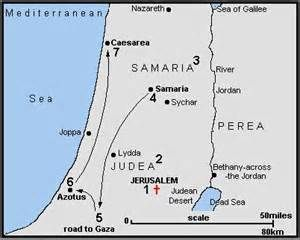 Mediterranean
Nazareth
Sea of Galilee
Caesarea
7
SAMARIA 3
River
Samaria
4
Jordan
Sea
Sychar
Joppa
PEREA
Lydda
2
JUDEA
Bethany-across
-the Jordan
6
JERUSALEM
1
Azotus
Judean
Desert
Dead Sea
5
road to Gaza
0
scale
50miles
80km